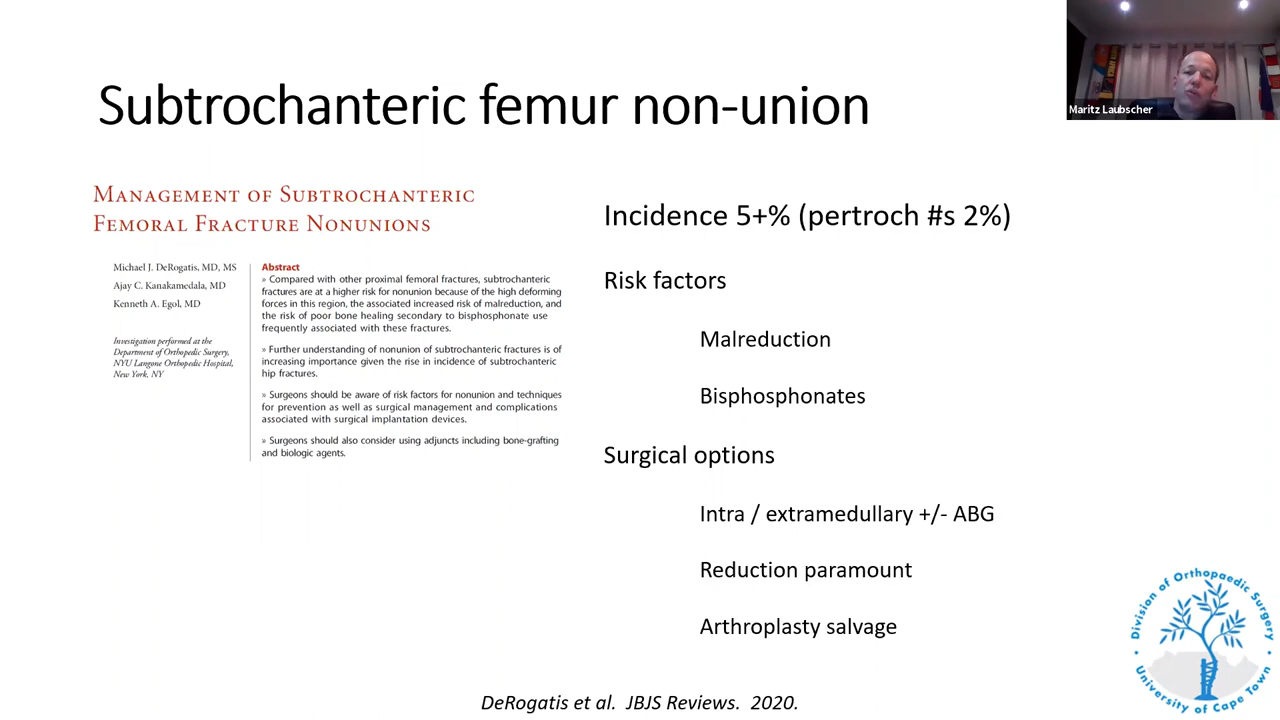 Maritz Laubscher
Subtrochanteric femur non-union
Management of Subtrochanteric
Femoral Fracture Nonunions
Michael J. DeRogatis, MD, MS
Ajay C. Kanakamedala, MD
Kenneth A. Egol, MD
Investigation performed at the
Department of Orthopedic Surgery,
NYU Langone Orthopedic Hospital,
New York, NY
Abstract
» Compared with other proximal femoral fractures, subtrochanteric
fractures are at a higher risk for nonunion because of the high deforming
forces in this region, the associated increased risk of malreduction, and
the risk of poor bone healing secondary to bisphosphonate use
frequently associated with these fractures.
» Further understanding of nonunion of subtrochanteric fractures is of
increasing importance given the rise in incidence of subtrochanteric
hip fractures.
» Surgeons should be aware of risk factors for nonunion and techniques
for prevention as well as surgical management and complications
associated with surgical implantation devices.
» Surgeons should also consider using adjuncts including bone-grafting
and biologic agents.
Incidence 5+% (pertroch #s 2%)
Risk factors
Malreduction
Bisphosphonates
Surgical options
Intra / extramedullary +/- ABG
Reduction paramount
Arthroplasty salvage
DeRogatis et al. JBJS Reviews. 2020.
Division of Orthopaedic Surgery
University of Cape Town